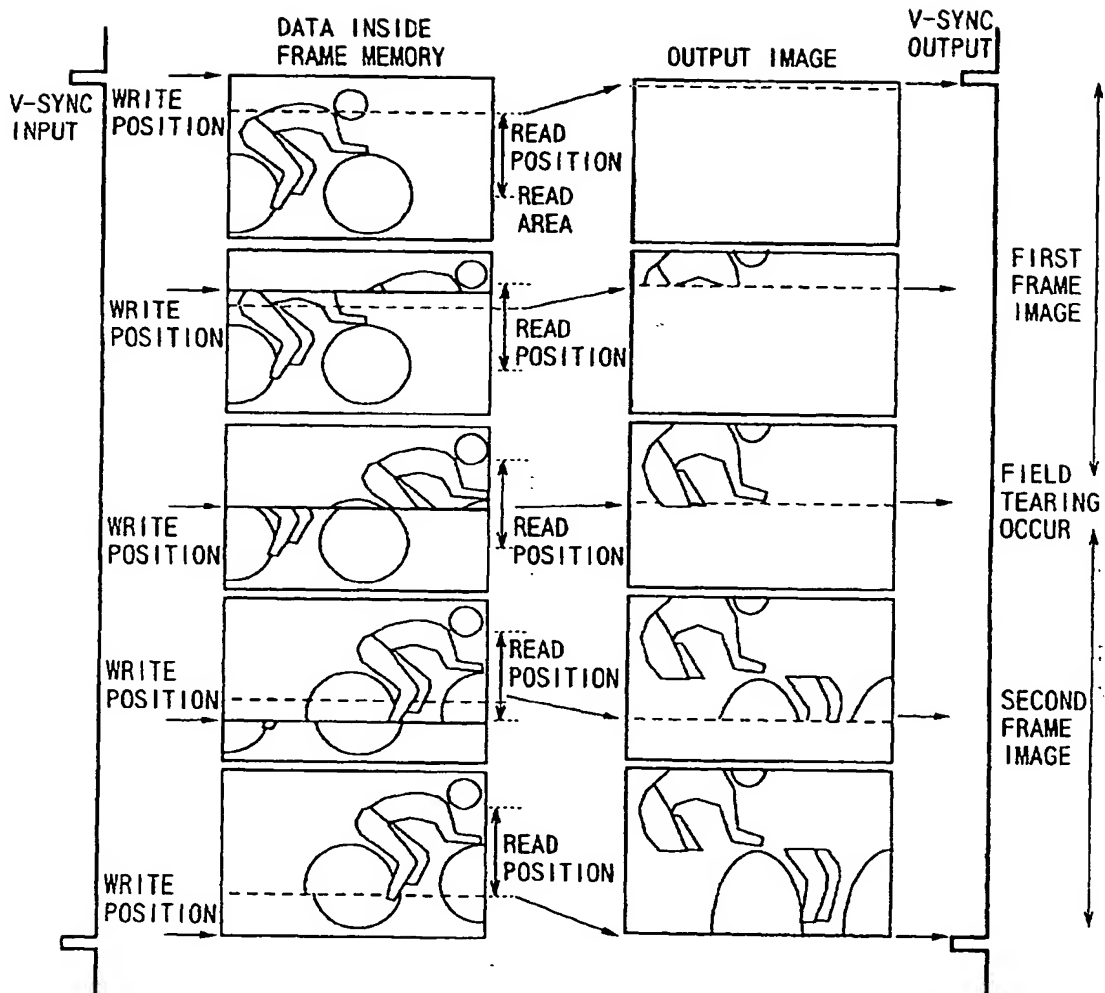 DATA INSIDE
FRAME MEMORY
OUTPUT IMAGE
V-SYNC
OUTPUT
V-SYNC
INPUT
WRITE
POSITION
READ
POSITION
READ
AREA
WRITE
POSITION
READ
POSITION
FIRST
FRAME
IMAGE
WRITE
POSITION
READ
POSITION
FIELD
TEARING
OCCUR
WRITE
POSITION
READ
POSITION
SECOND
FRAME
IMAGE
WRITE
POSITION
READ
POSITION